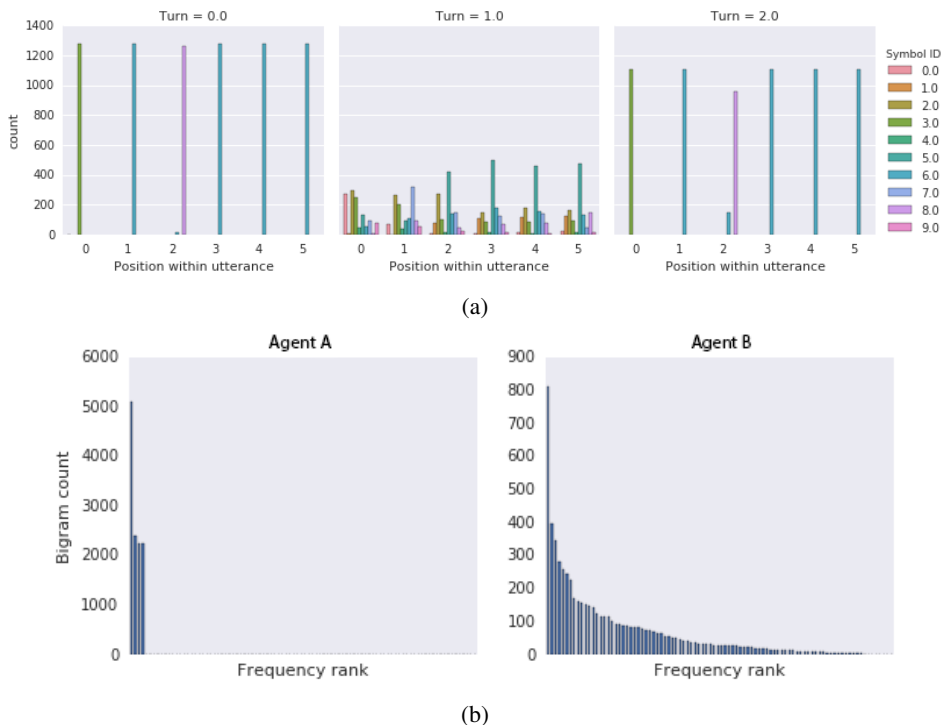 Turn = 0.0
Turn = 1.0
Turn = 2.0
1400
1200
1000
800
600
400
200
0
count
0 1 2 3 4 5
0 1 2 3 4 5
0 1 2 3 4 5
Position within utterance
Position within utterance
Position within utterance
Symbol ID
0.0
1.0
2.0
3.0
4.0
5.0
6.0
7.0
8.0
9.0
(a)
Agent A
6000
5000
4000
3000
2000
1000
0
Bigram count
Frequency rank
Agent B
900
800
700
600
500
400
300
200
100
0
Frequency rank
(b)